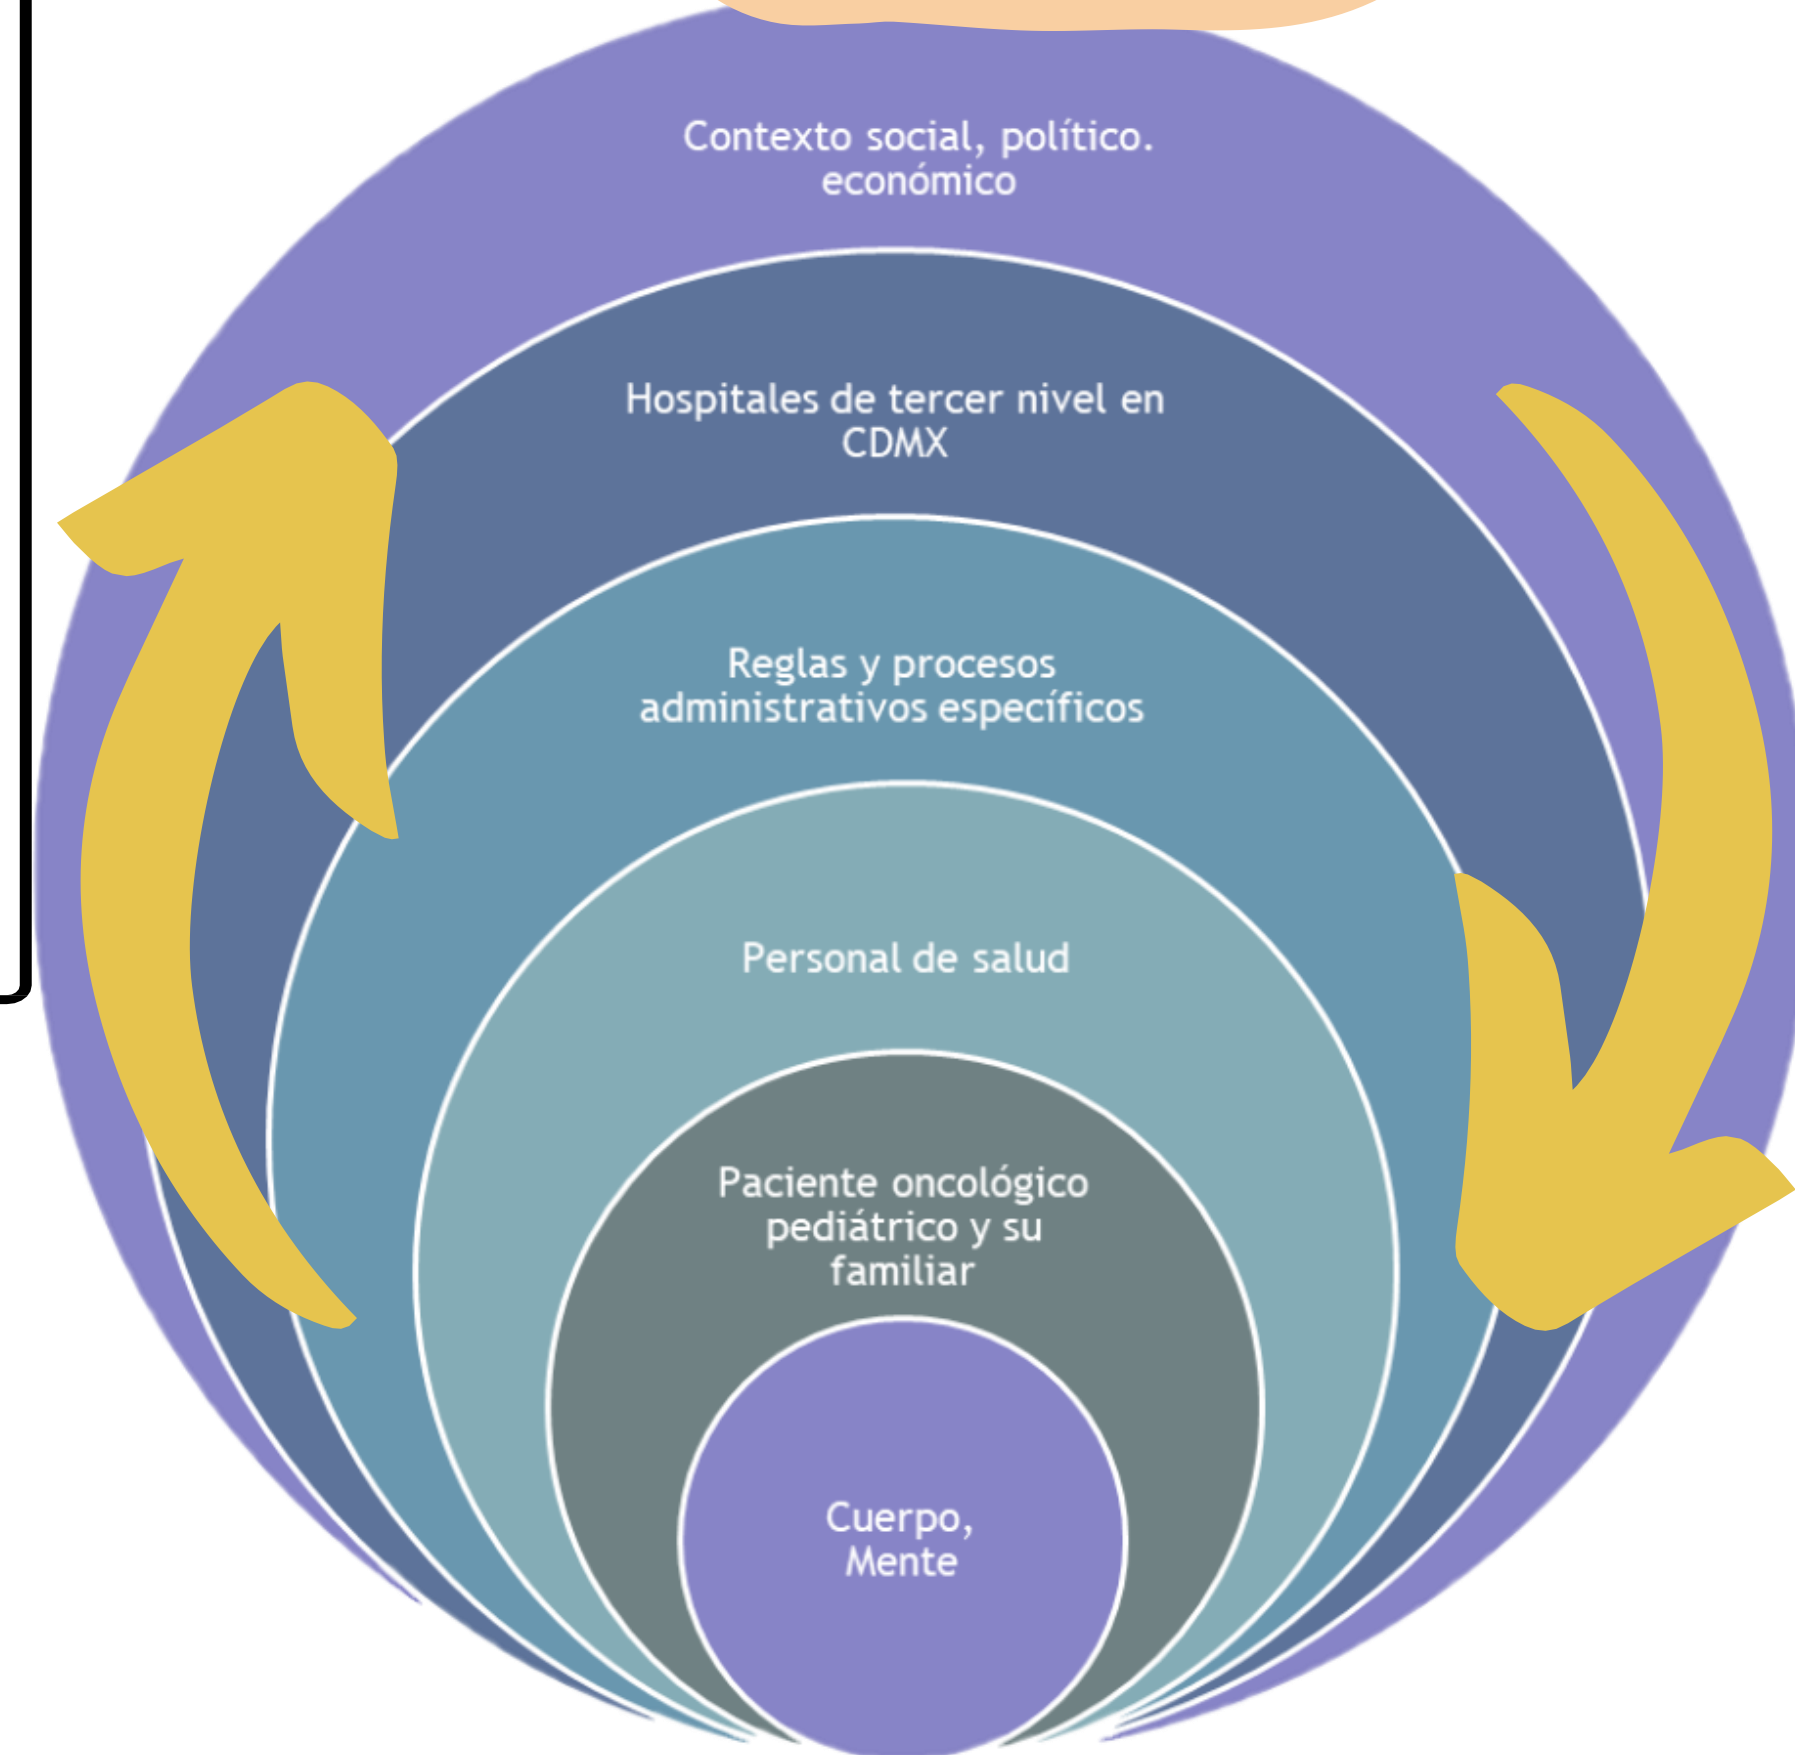 Contexto social, político.
económico
Hospitales de tercer nivel en
CDMX
Reglas y procesos
administrativos específicos
Personal de salud
Paciente oncológico
pediátrico y su
familiar
Cuerpo,
Mente